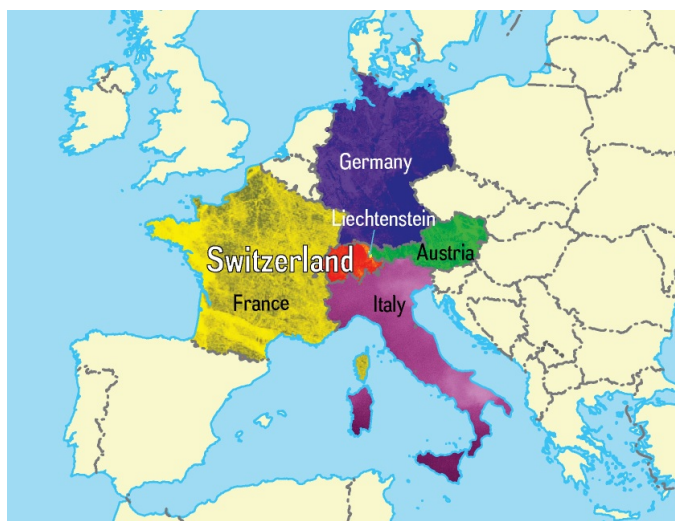 Germany
Liechtenstein
Switzerland
Austria
France
Italy